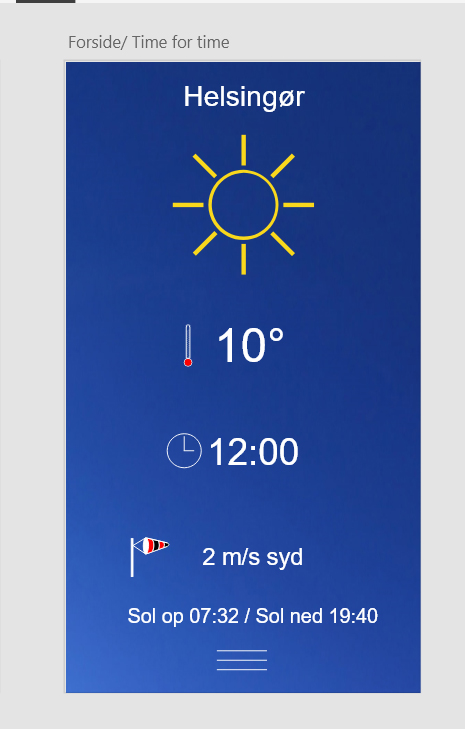 Forside/ Time for time
Helsingør
10°
12:00
2 m/s syd
Sol op 07:32 / Sol ned 19:40